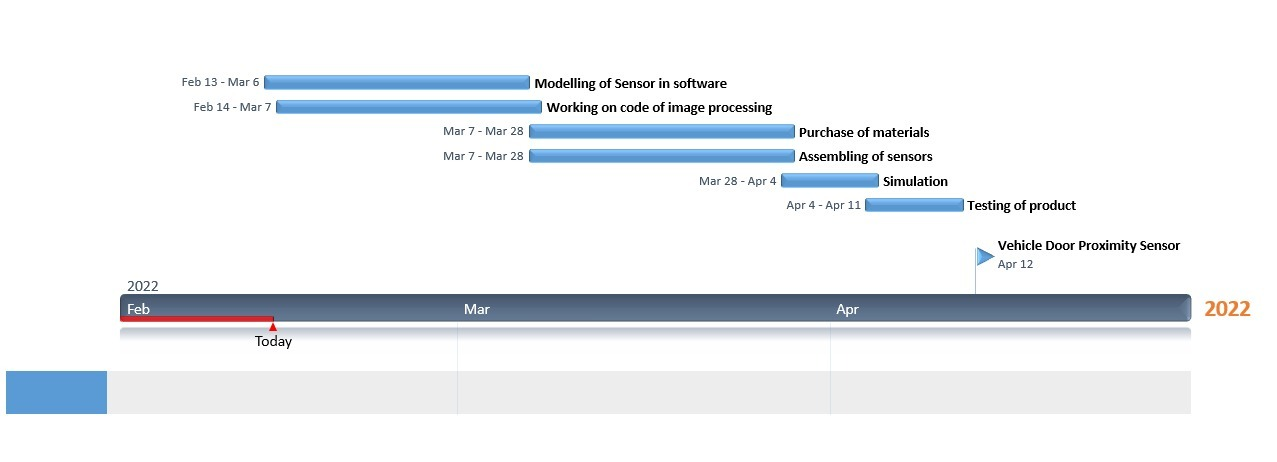 Feb 13 - Mar 6 Modelling of Sensor in software
Feb 14 - Mar 7 Working on code of image processing
Mar 7 - Mar 28 Purchase of materials
Mar 7 - Mar 28 Assembling of sensors
Mar 28 - Apr 4 Simulation
Apr 4 - Apr 11 Testing of product
Vehicle Door Proximity Sensor
Apr 12
2022
Feb Mar Apr 2022
Today